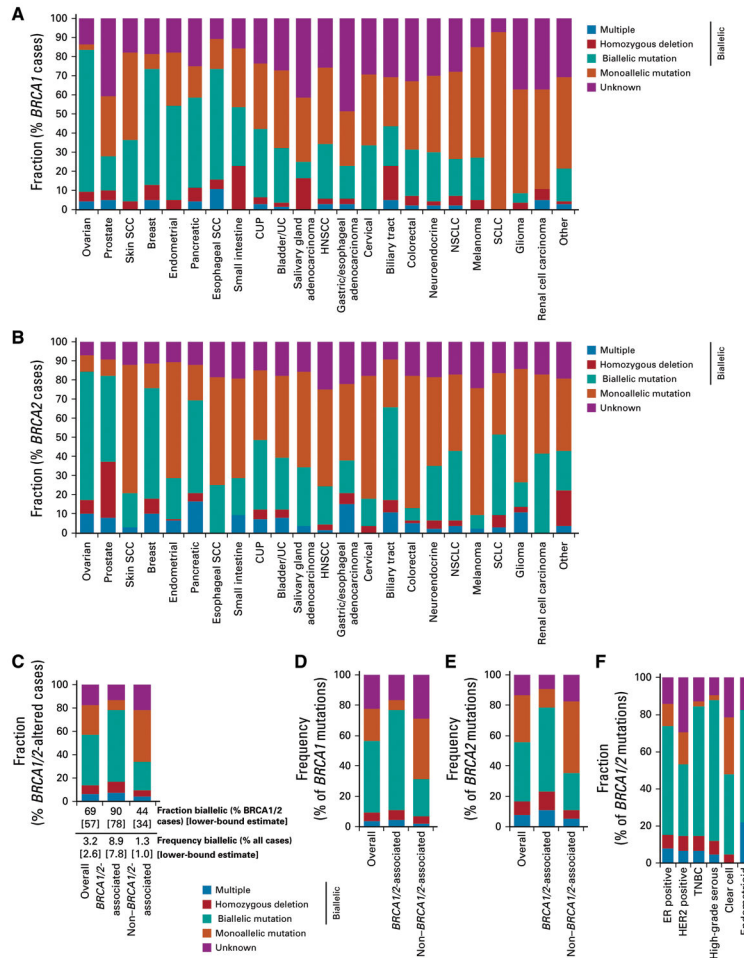 A
Fraction (% BRCA1 cases)
100
90
80
70
60
50
40
30
20
10
0
Ovarian
Prostate
Skin SCC
Breast
Endometrial
Pancreatic
Esophageal SCC
Small intestine
CUP
Bladder/UC
Salivary gland
adenocarcinoma
HNSCC
Gastric/esophageal
adenocarcinoma
Cervical
Biliary tract
Colorectal
Neuroendocrine
NSCLC
Melanoma
SCLC
Glioma
Renal cell carcinoma
Other
Multiple
Homozygous deletion
Biallelic mutation
Monoallelic mutation
Unknown
Biallelic
B
Fraction (% BRCA2 cases)
100
90
80
70
60
50
40
30
20
10
0
Ovarian
Prostate
Skin SCC
Breast
Endometrial
Pancreatic
Esophageal SCC
Small intestine
CUP
Bladder/UC
Salivary gland
adenocarcinoma
HNSCC
Gastric/esophageal
adenocarcinoma
Cervical
Biliary tract
Colorectal
Neuroendocrine
NSCLC
Melanoma
SCLC
Glioma
Renal cell carcinoma
Other
Multiple
Homozygous deletion
Biallelic mutation
Monoallelic mutation
Unknown
Biallelic
C
Fraction
(% BRCA1/2-altered cases)
100
80
60
40
20
0
69 90 44
[57] [78] [34]
Fraction biallelic (% BRCA1/2
cases) [lower-bound estimate]
3.2 8.9 1.3
[2.6] [7.8] [1.0]
Frequency biallelic (% all cases)
[lower-bound estimate]
Overall
BRCA1/2-
associated
Non–BRCA1/2-
associated
Multiple
Homozygous deletion
Biallelic mutation
Monoallelic mutation
Unknown
Biallelic
D
Frequency
(% of BRCA1 mutations)
100
80
60
40
20
0
Overall
BRCA1/2-associated
Non–BRCA1/2-associated
E
Frequency
(% of BRCA2 mutations)
100
80
60
40
20
0
Overall
BRCA1/2-associated
Non–BRCA1/2-associated
F
Fraction
(% of BRCA1/2 mutations)
100
80
60
40
20
0
ER positive
HER2 positive
TNBC
High-grade serous
Clear cell